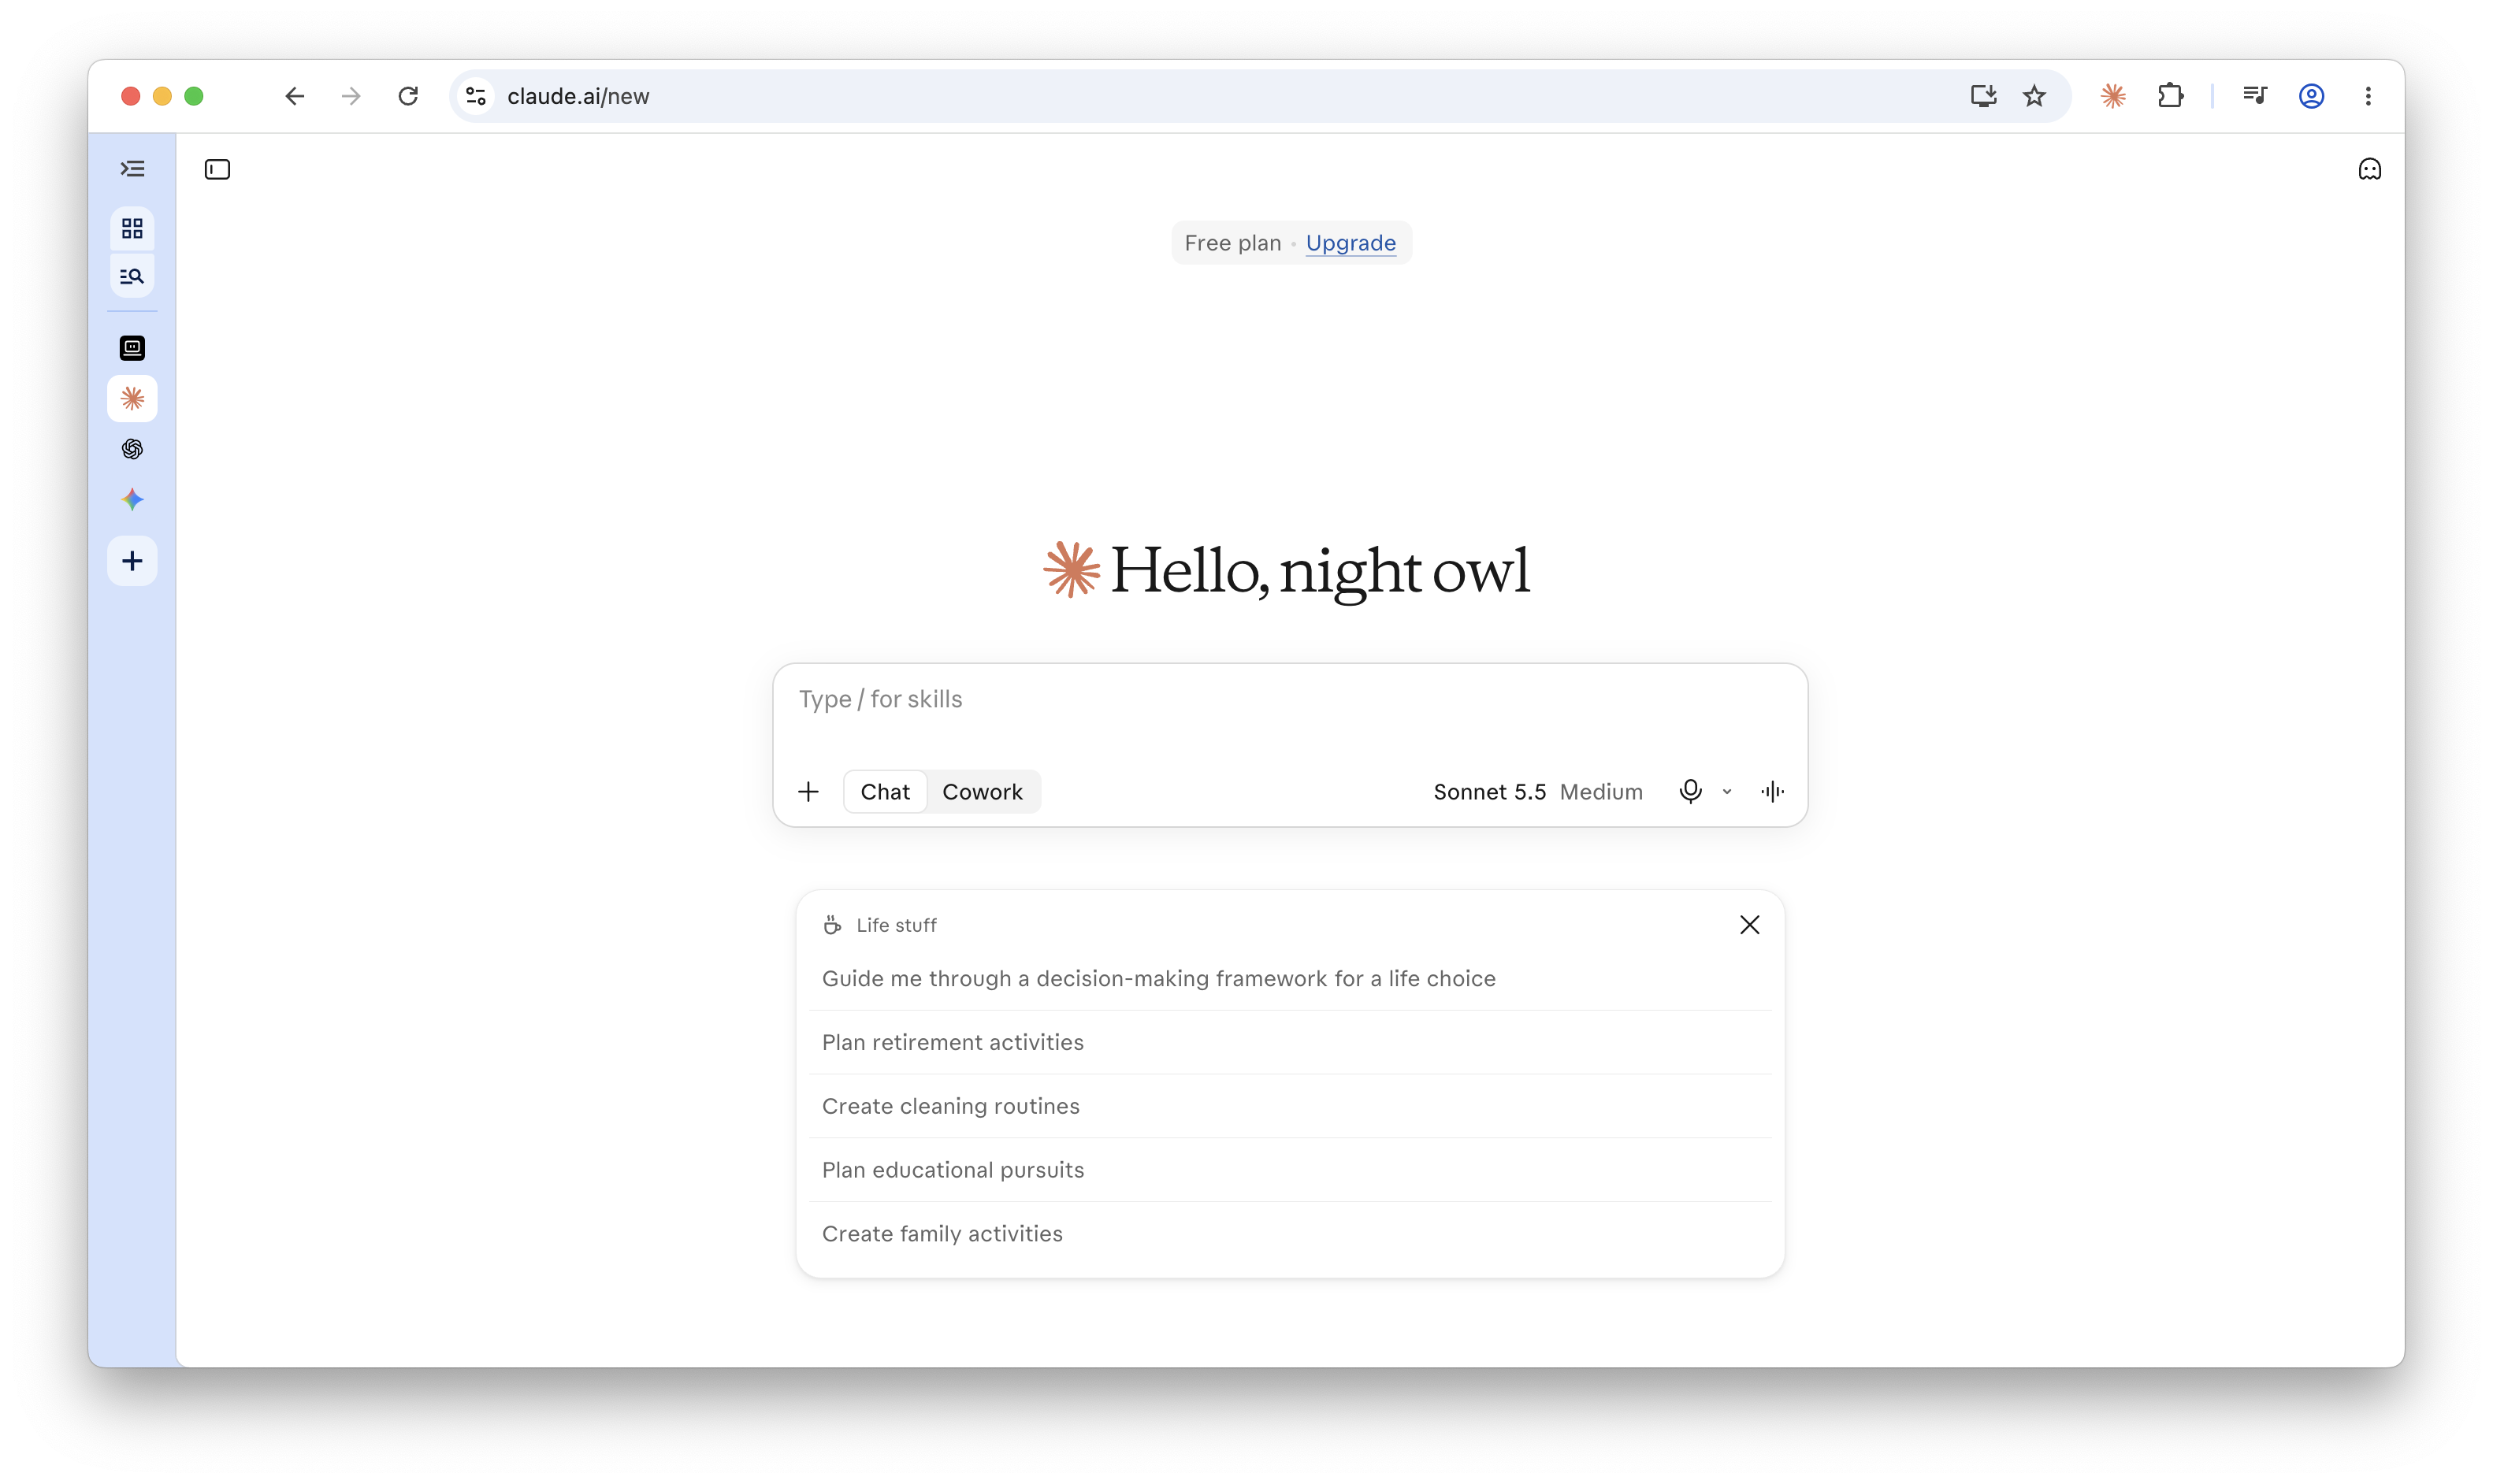 claude.ai/new
Free plan • Upgrade
Hello, night owl
Type / for skills
Chat Cowork Sonnet 5.5 Medium
Life stuff
Guide me through a decision-making framework for a life choice
Plan retirement activities
Create cleaning routines
Plan educational pursuits
Create family activities